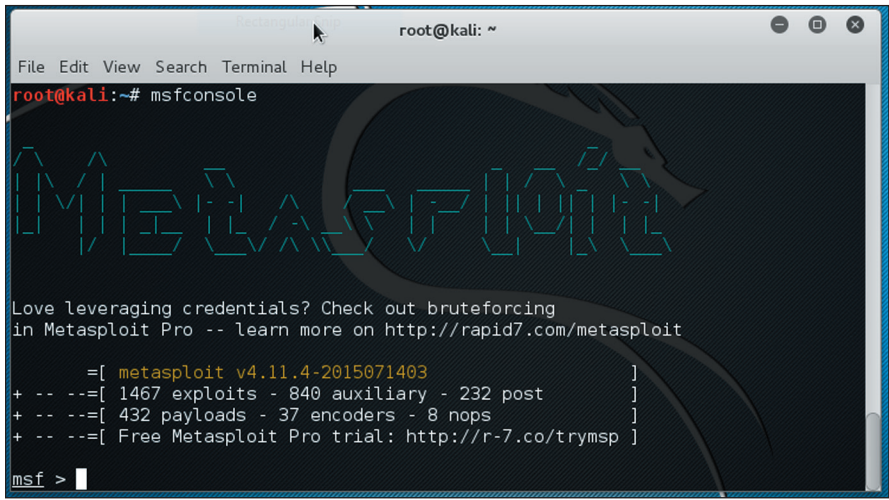 root@kali: ~
File Edit View Search Terminal Help
root@kali:~# msfconsole
Metasploit
Love leveraging credentials? Check out bruteforcing
in Metasploit Pro -- learn more on http://rapid7.com/metasploit
=[ metasploit v4.11.4-2015071403 ]
+ -- --=[ 1467 exploits - 840 auxiliary - 232 post ]
+ -- --=[ 432 payloads - 37 encoders - 8 nops ]
+ -- --=[ Free Metasploit Pro trial: http://r-7.co/trymsp ]
msf >